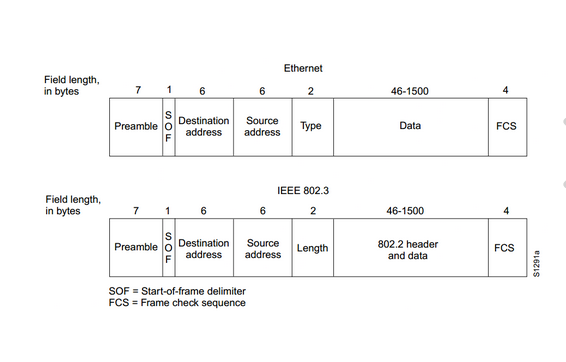 Ethernet
Field length,
in bytes
7 1 6 6 2 46-1500 4
Preamble
S
O
F
Destination
address
Source
address
Type
Data
FCS
IEEE 802.3
Field length,
in bytes
7 1 6 6 2 46-1500 4
Preamble
S
O
F
Destination
address
Source
address
Length
802.2 header
and data
FCS
S1291a
SOF = Start-of-frame delimiter
FCS = Frame check sequence